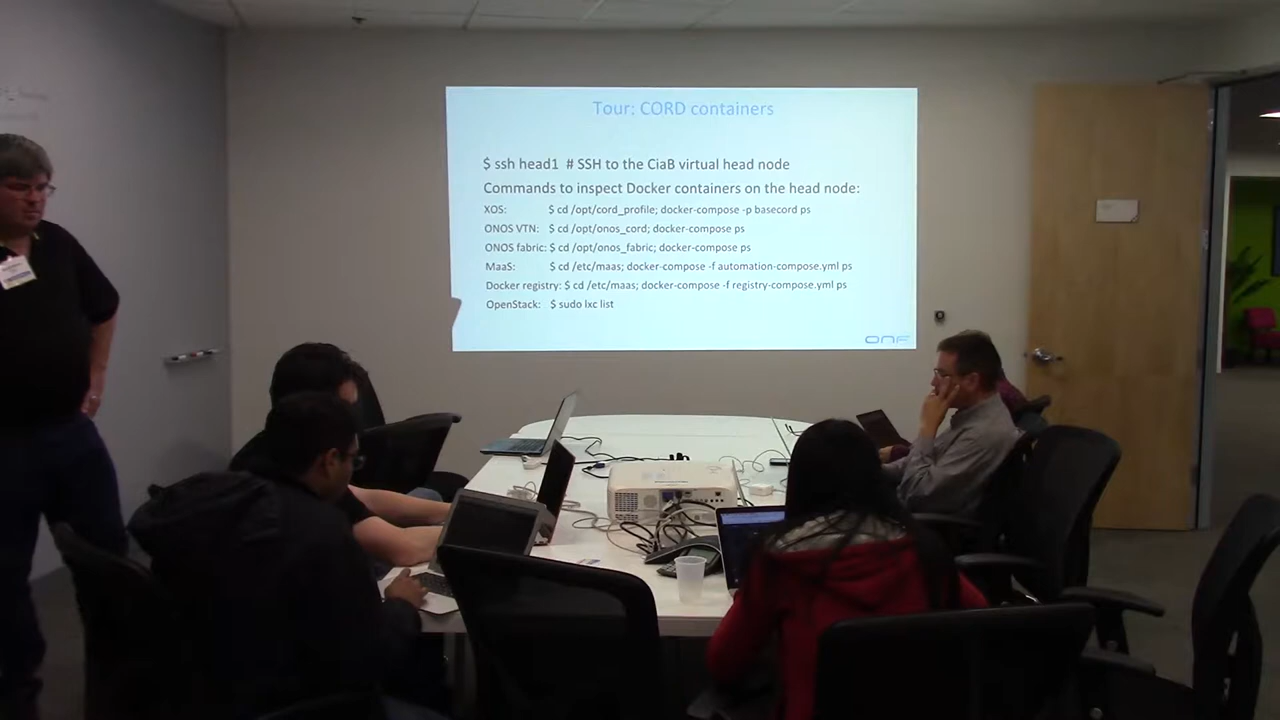 Tour: CORD containers
$ ssh head1 # SSH to the CiaB virtual head node
Commands to inspect Docker containers on the head node:
XOS: $ cd /opt/cord_profile; docker-compose -p basecord ps
ONOS VTN: $ cd /opt/onos_cord; docker-compose ps
ONOS fabric: $ cd /opt/onos_fabric; docker-compose ps
MaaS: $ cd /etc/maas; docker-compose -f automation-compose.yml ps
Docker registry: $ cd /etc/maas; docker-compose -f registry-compose.yml ps
OpenStack: $ sudo lxc list
ONF